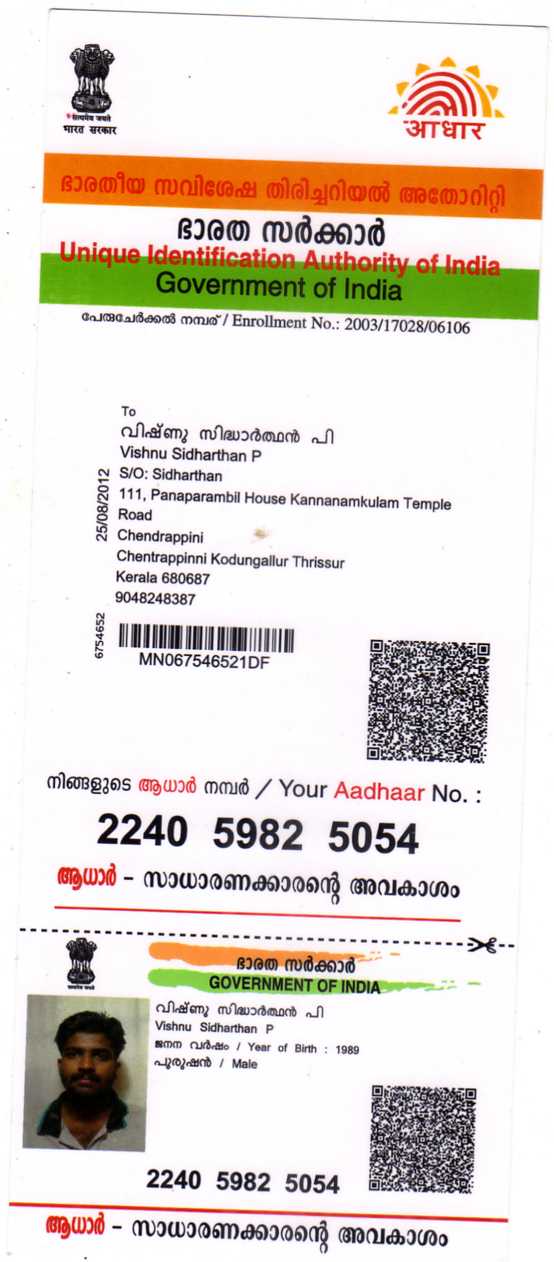 सत्यमेव जयते
भारत सरकार
आधार
ഭാരതീയ സവിശേഷ തിരിച്ചറിയൽ അതോറിറ്റി
ഭാരത സർക്കാർ
Unique Identification Authority of India
Government of India
പേരുചേർക്കൽ നമ്പര് / Enrollment No.: 2003/17028/06106
To
വിഷ്ണു സിദ്ധാർത്ഥൻ പി
Vishnu Sidharthan P
S/O: Sidharthan
111, Panaparambil House Kannanamkulam Temple
Road
Chendrappini
Chentrappinni Kodungallur Thrissur
Kerala 680687
9048248387
25/08/2012
6754652
MN067546521DF
നിങ്ങളുടെ ആധാർ നമ്പർ / Your Aadhaar No. :
2240 5982 5054
ആധാർ – സാധാരണക്കാരന്റെ അവകാശം
ഭാരത സർക്കാർ
GOVERNMENT OF INDIA
सत्यमेव जयते
വിഷ്ണു സിദ്ധാർത്ഥൻ പി
Vishnu Sidharthan P
ജനന വർഷം / Year of Birth : 1989
പുരുഷൻ / Male
2240 5982 5054
ആധാർ – സാധാരണക്കാരന്റെ അവകാശം